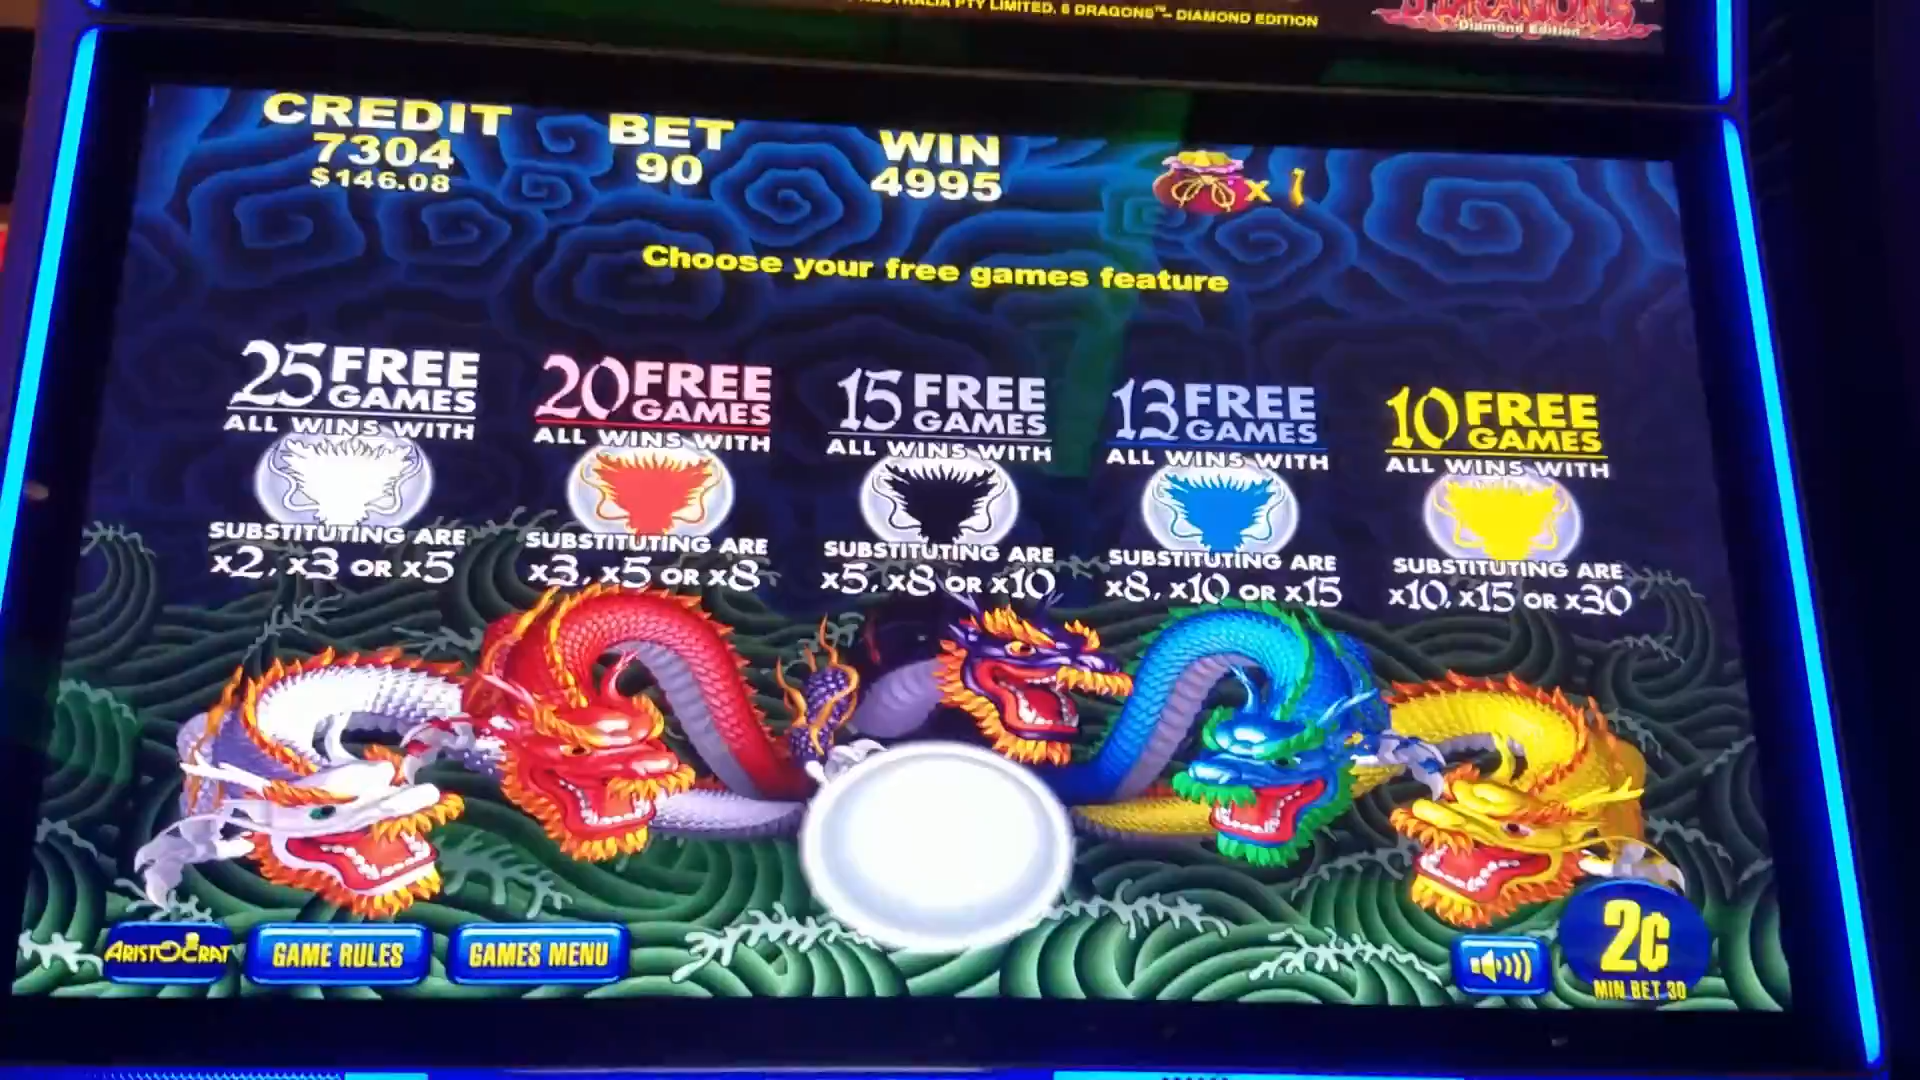 AUSTRALIA PTY LIMITED. 5 DRAGONS™– DIAMOND EDITION
DRAGONS™
Diamond Edition
CREDIT
7304
$146.08
BET
90
WIN
4995
x 1
Choose your free games feature
25 FREE GAMES
ALL WINS WITH
SUBSTITUTING ARE
x2, x3 OR x5
20 FREE GAMES
ALL WINS WITH
SUBSTITUTING ARE
x3, x5 OR x8
15 FREE GAMES
ALL WINS WITH
SUBSTITUTING ARE
x5, x8 OR x10
13 FREE GAMES
ALL WINS WITH
SUBSTITUTING ARE
x8, x10 OR x15
10 FREE GAMES
ALL WINS WITH
SUBSTITUTING ARE
x10, x15 OR x30
ARISTOCRAT
GAME RULES
GAMES MENU
2¢
MIN BET 30